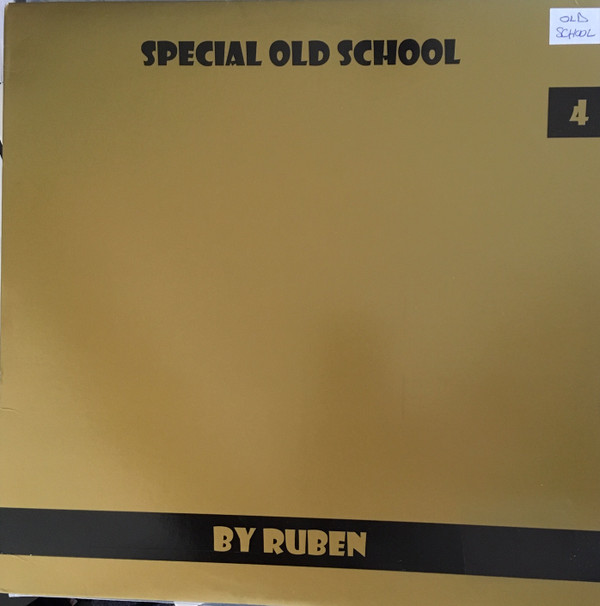 SPECIAL OLD SCHOOL
OLD
SCHOOL
4
BY RUBEN